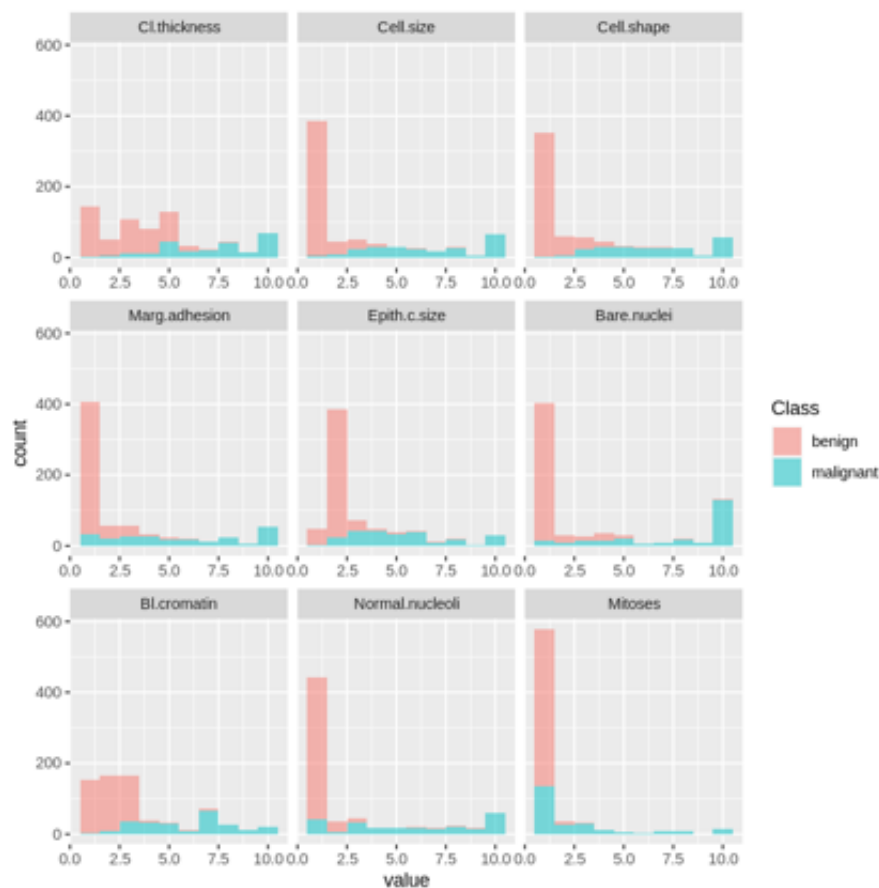 Cl.thickness Cell.size Cell.shape
600
400
200
0
0.0 2.5 5.0 7.5 10.0 0.0 2.5 5.0 7.5 10.0 0.0 2.5 5.0 7.5 10.0
Marg.adhesion Epith.c.size Bare.nuclei
600
400
200
0
0.0 2.5 5.0 7.5 10.0 0.0 2.5 5.0 7.5 10.0 0.0 2.5 5.0 7.5 10.0
Bl.cromatin Normal.nucleoli Mitoses
600
400
200
0
0.0 2.5 5.0 7.5 10.0 0.0 2.5 5.0 7.5 10.0 0.0 2.5 5.0 7.5 10.0
count
value
Class
benign
malignant